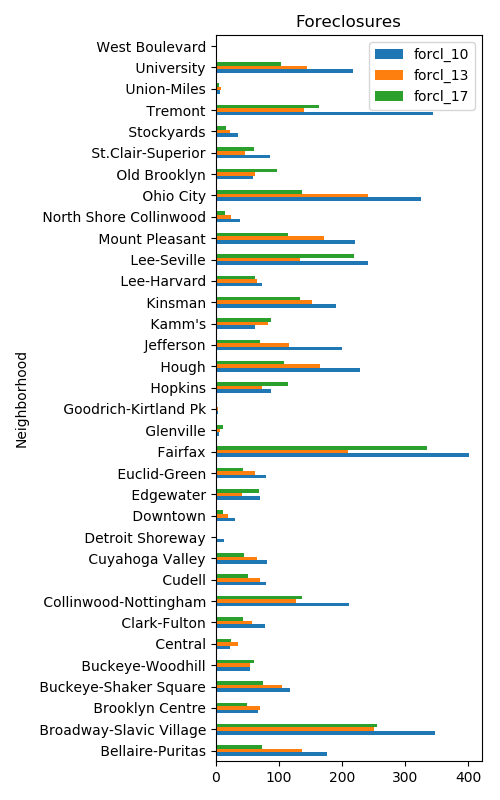 Foreclosures
forcl_10
forcl_13
forcl_17
Neighborhood
West Boulevard
University
Union-Miles
Tremont
Stockyards
St.Clair-Superior
Old Brooklyn
Ohio City
North Shore Collinwood
Mount Pleasant
Lee-Seville
Lee-Harvard
Kinsman
Kamm's
Jefferson
Hough
Hopkins
Goodrich-Kirtland Pk
Glenville
Fairfax
Euclid-Green
Edgewater
Downtown
Detroit Shoreway
Cuyahoga Valley
Cudell
Collinwood-Nottingham
Clark-Fulton
Central
Buckeye-Woodhill
Buckeye-Shaker Square
Brooklyn Centre
Broadway-Slavic Village
Bellaire-Puritas
0 100 200 300 400